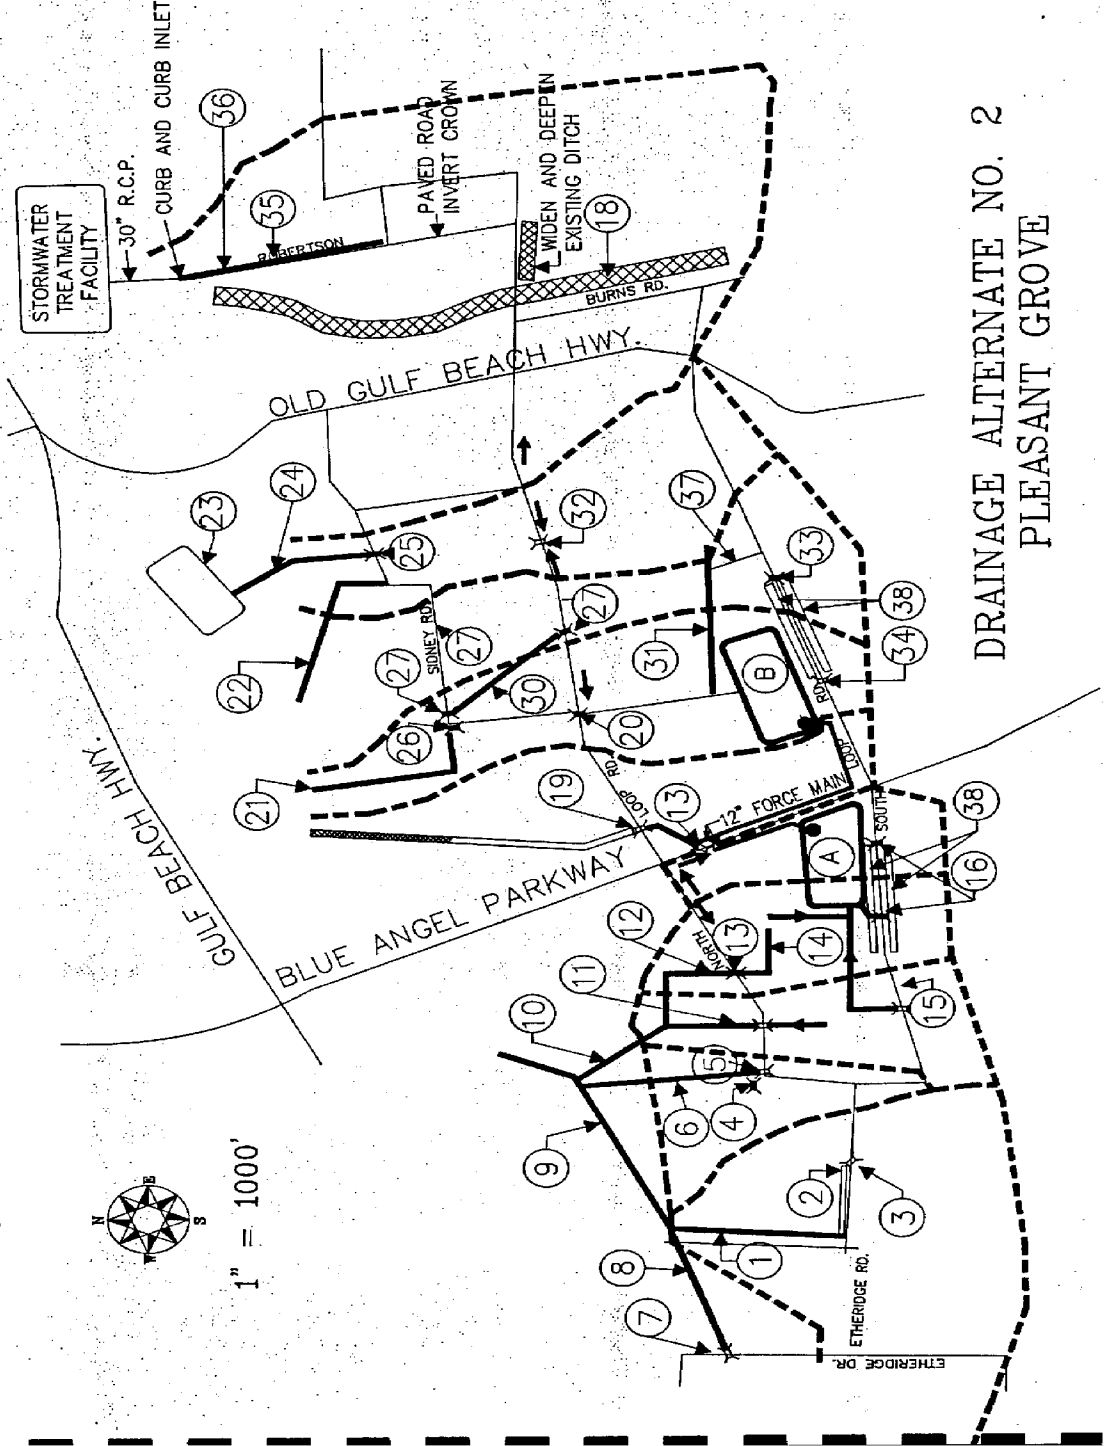 STORMWATER
TREATMENT
FACILITY
30" R.C.P.
CURB AND CURB INLET
36
35
ROBERTSON
PAVED ROAD
INVERT CROWN
WIDEN AND DEEPEN
EXISTING DITCH
18
BURNS RD.
OLD GULF BEACH HWY.
GULF BEACH HWY.
BLUE ANGEL PARKWAY
23
24
25
22
SIDNEY RD.
27
27
27
26
21
30
20
32
31
37
33
38
34
B
19
LOOP RD.
13
12" FORCE MAIN
LOOP RD.
SOUTH
A
38
16
NORTH
12
13
14
11
15
10
5
4
6
9
2
3
1
8
7
ETHERIDGE RD.
ETHERIDGE DR.
N
E
S
W
1" = 1000'
DRAINAGE ALTERNATE NO. 2
PLEASANT GROVE